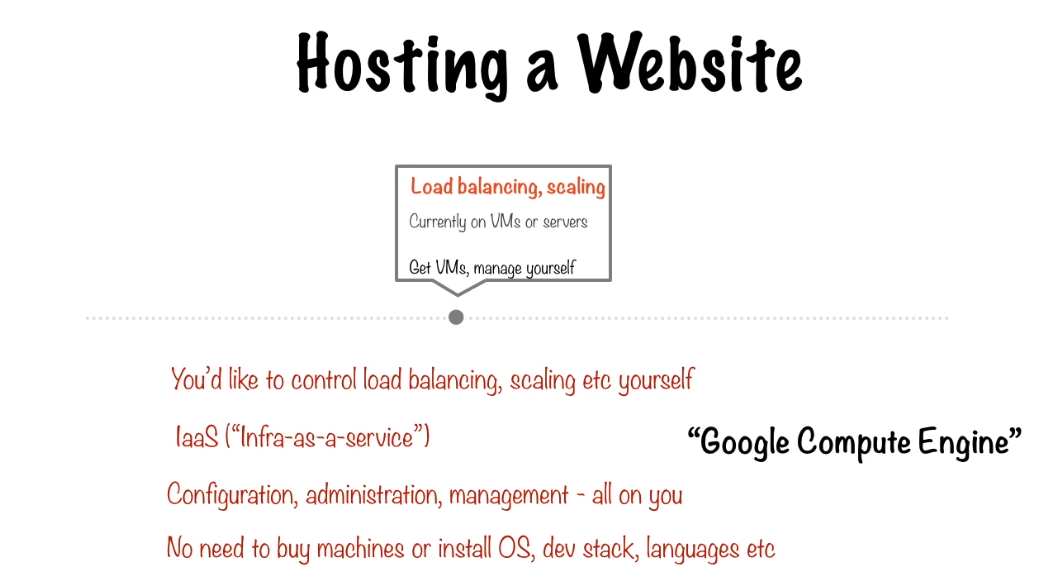 Hosting a Website
Load balancing, scaling
Currently on VMs or servers
Get VMs, manage yourself
You'd like to control load balancing, scaling etc yourself
IaaS (“Infra-as-a-service”)
“Google Compute Engine”
Configuration, administration, management - all on you
No need to buy machines or install OS, dev stack, languages etc